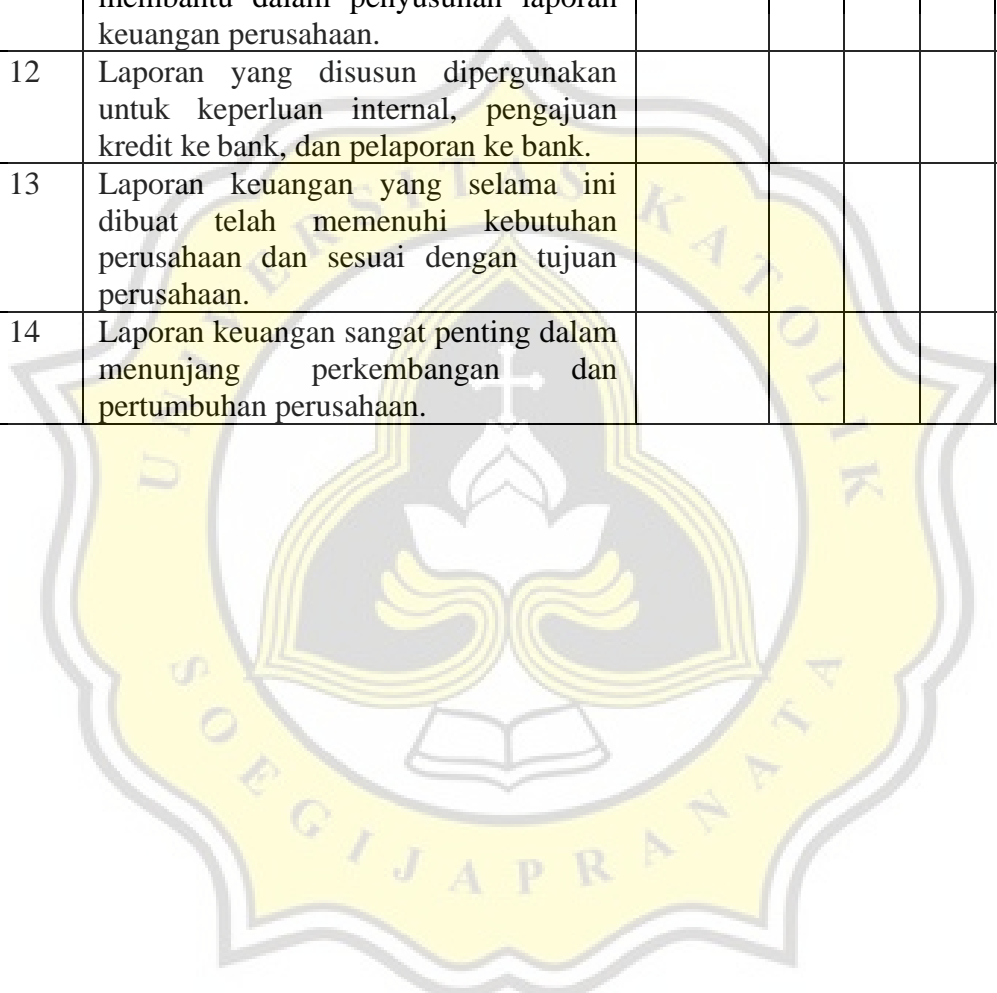 membantu dalam penyusunan laporan
keuangan perusahaan.
12 Laporan yang disusun dipergunakan
untuk keperluan internal, pengajuan
kredit ke bank, dan pelaporan ke bank.
13 Laporan keuangan yang selama ini
dibuat telah memenuhi kebutuhan
perusahaan dan sesuai dengan tujuan
perusahaan.
14 Laporan keuangan sangat penting dalam
menunjang perkembangan dan
pertumbuhan perusahaan.
UNIVERSITAS KATOLIK
SOEGIJAPRANATA